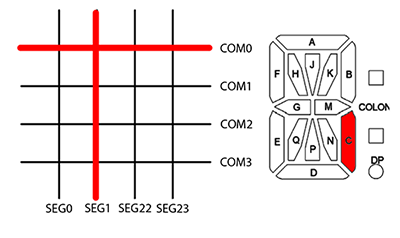 COM0
COM1
COM2
COM3
SEG0 SEG1 SEG22 SEG23
A
F H J K B
G M COLON
E Q P N C
D DP